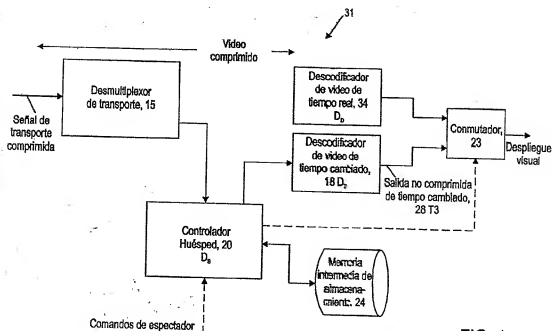 31
Video
comprimido
Desmultiplexor
de transporte, 15
Señal de
transporte
comprimida
Descodificador
de video de
tiempo real, 34
D₀
Descodificador
de video de
tiempo cambiado,
18 D₂
Conmutador,
23
Despliegue
visual
Salida no comprimida
de tiempo cambiado,
28 T3
Controlador
Huésped, 20
Memoria
intermedia de
almacena-
miento, 24
Comandos de espectador